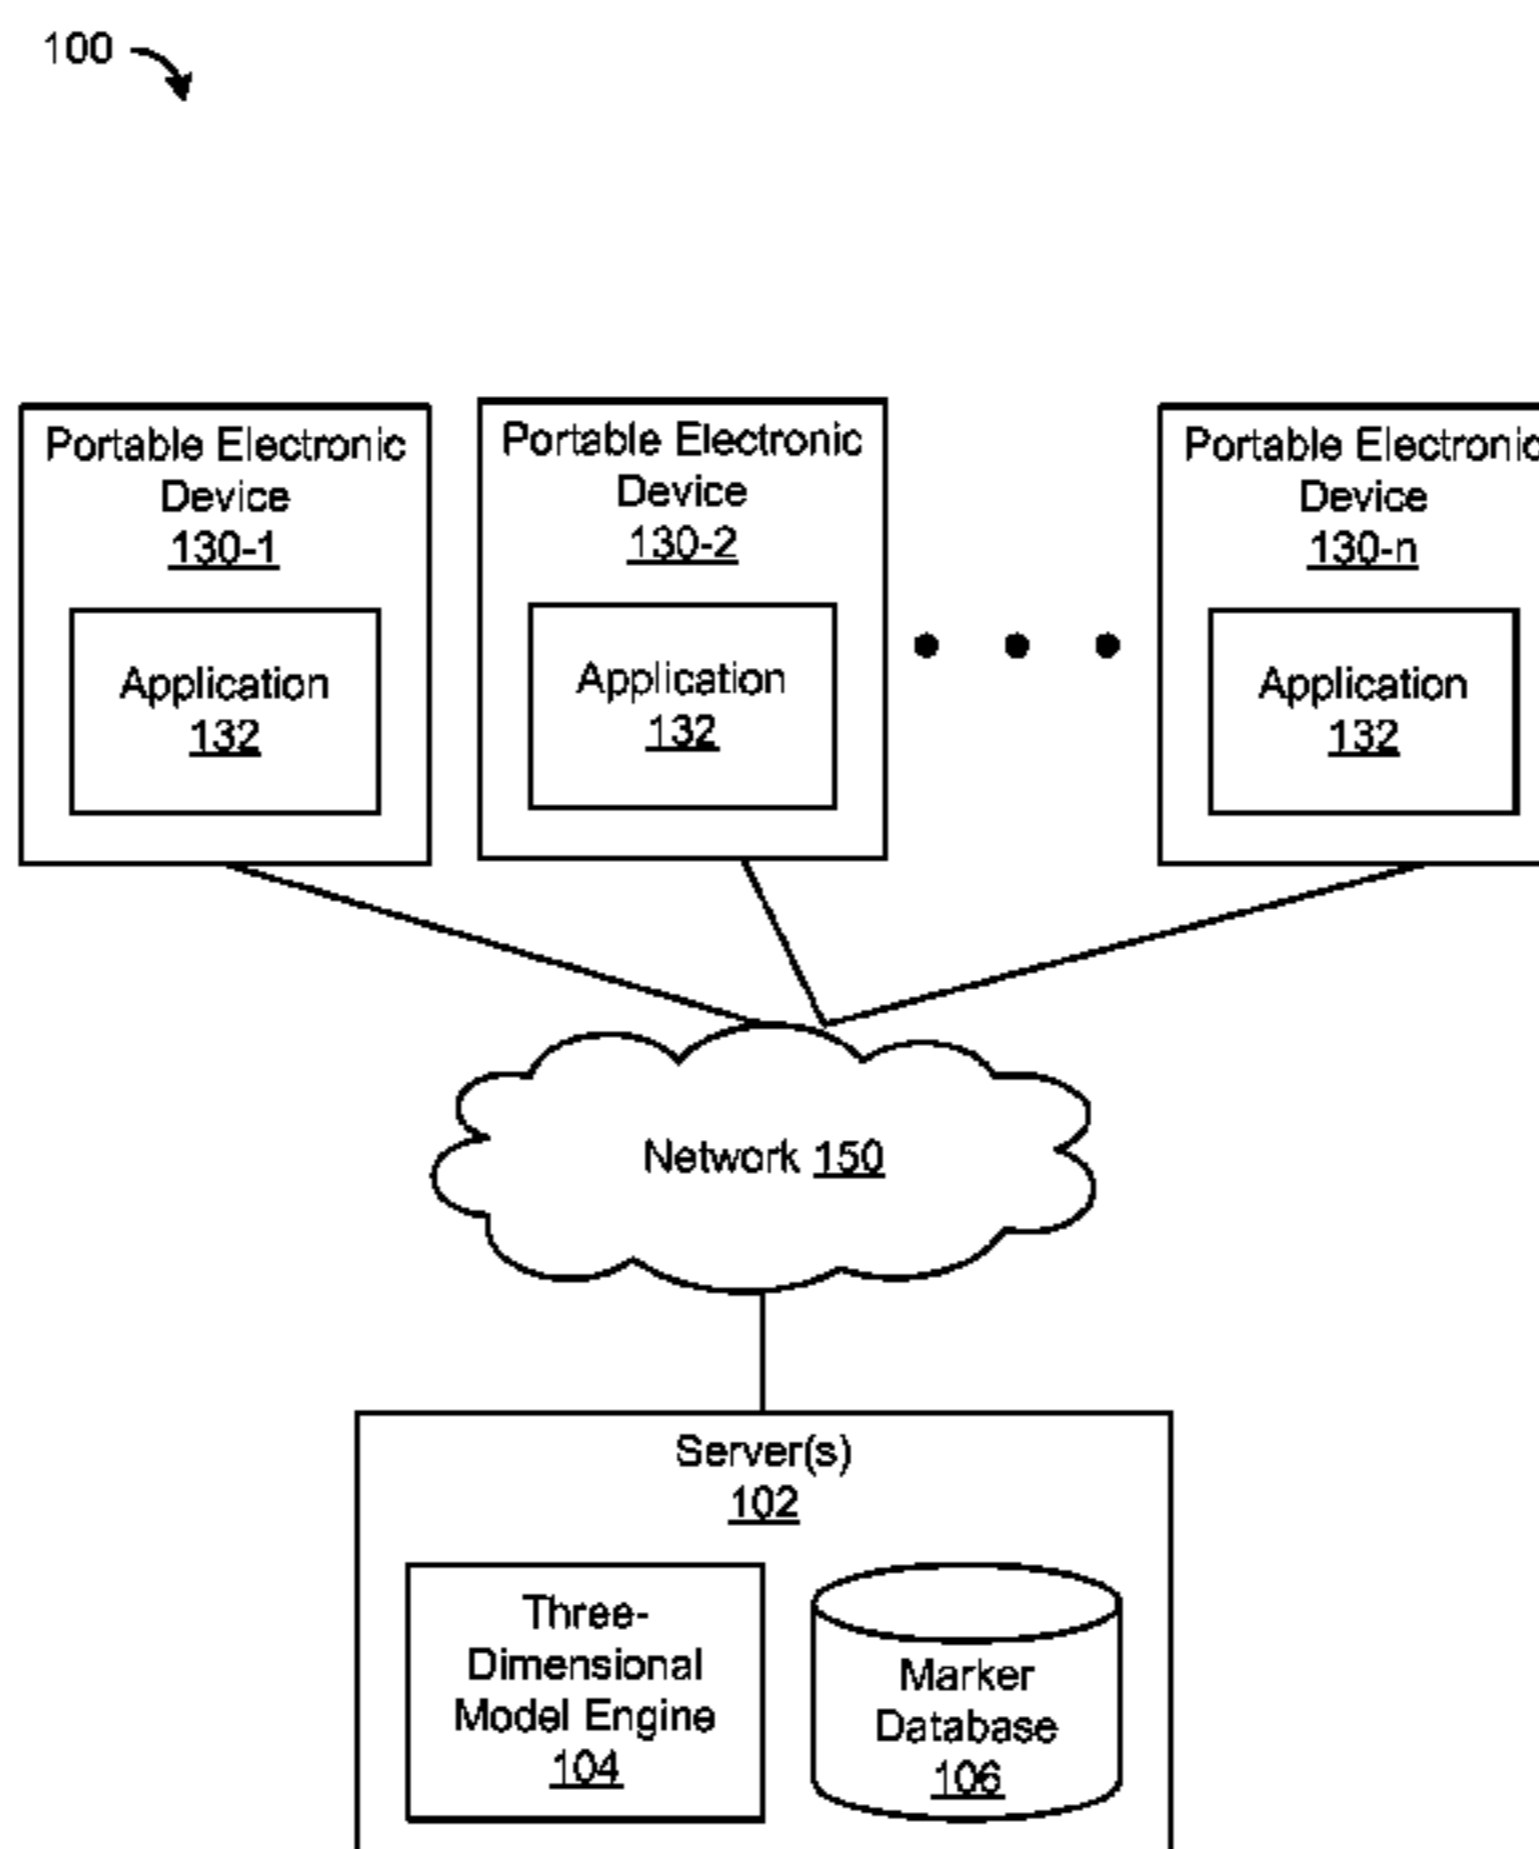 100
Portable Electronic
Device
130-1
Application
132
Portable Electronic
Device
130-2
Application
132
Portable Electronic
Device
130-n
Application
132
Network 150
Server(s)
102
Three-
Dimensional
Model Engine
104
Marker
Database
106